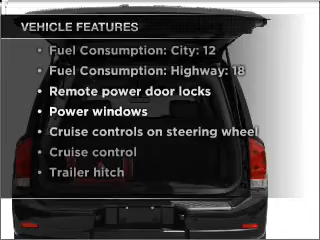 VEHICLE FEATURES
• Fuel Consumption: City: 12
• Fuel Consumption: Highway: 18
• Remote power door locks
• Power windows
• Cruise controls on steering wheel
• Cruise control
• Trailer hitch